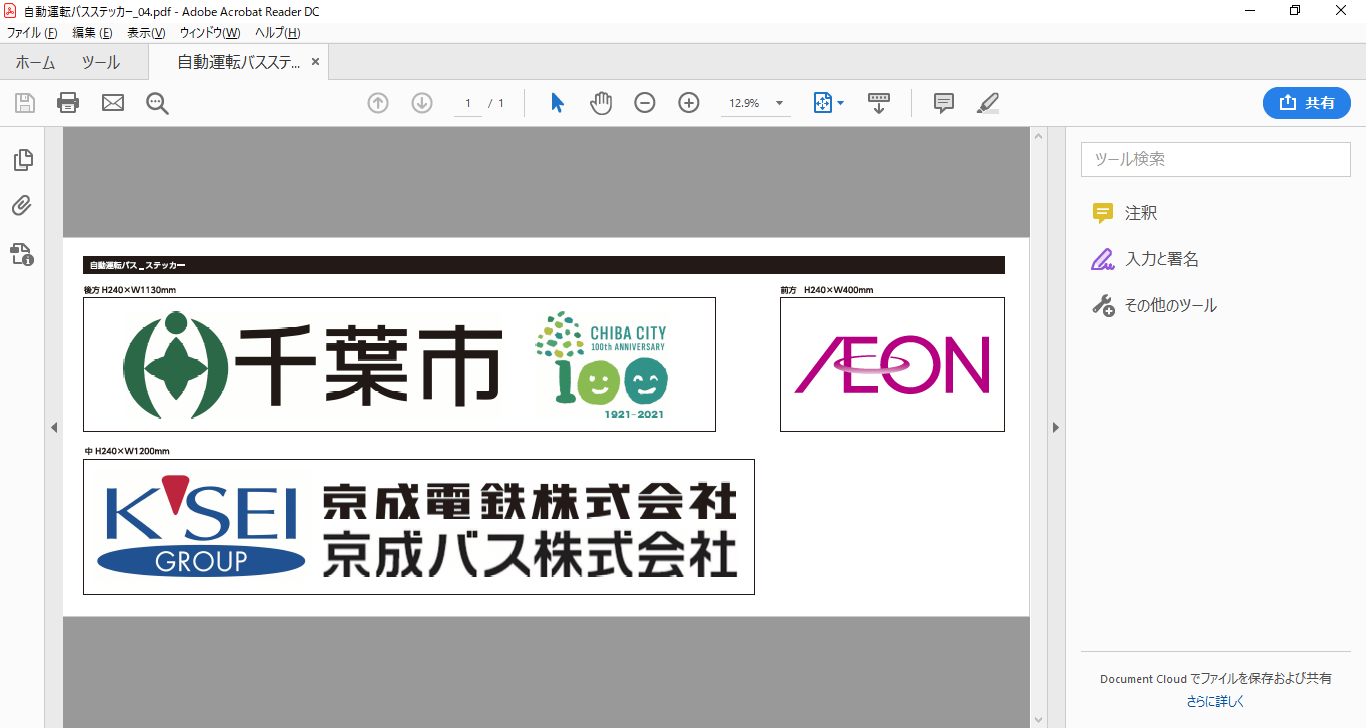 自動運転バスステッカー_04.pdf - Adobe Acrobat Reader DC
ファイル (F) 編集 (E) 表示(V) ウィンドウ(W) ヘルプ(H)
ホーム ツール 自動運転バスステ... ×
1 / 1 12.9% 共有
ツール検索
注釈
入力と署名
その他のツール
Document Cloud でファイルを保存および共有
さらに詳しく
自動運転バス_ステッカー
後方 H240×W1130mm
千葉市
CHIBA CITY
100th ANNIVERSARY
100
1921-2021
前方 H240×W400mm
ÆON
中 H240×W1200mm
K'SEI
GROUP
京成電鉄株式会社
京成バス株式会社